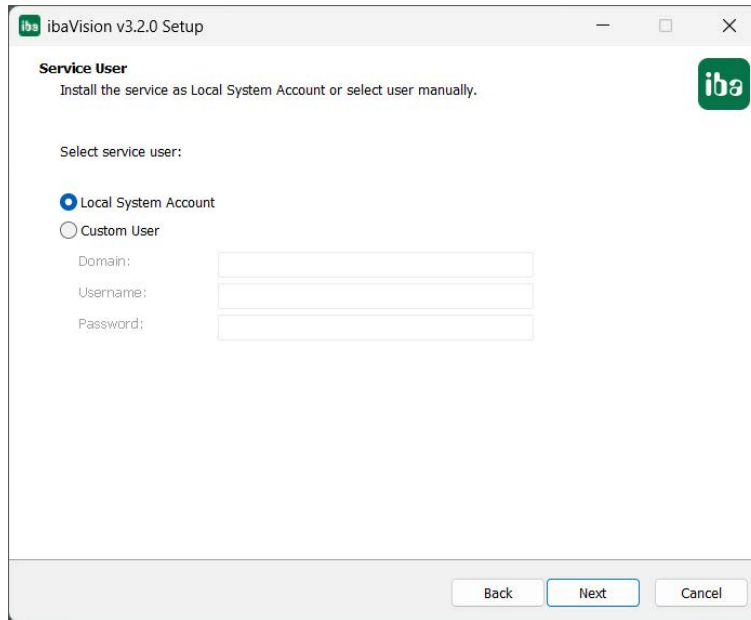 iba ibaVision v3.2.0 Setup
Service User
Install the service as Local System Account or select user manually.
iba
Select service user:
Local System Account
Custom User
Domain:
Username:
Password:
Back Next Cancel